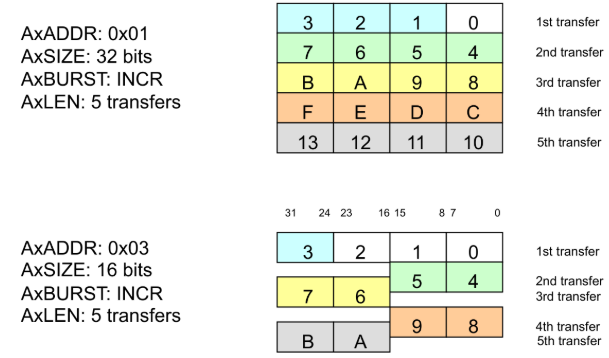 AxADDR: 0x01
AxSIZE: 32 bits
AxBURST: INCR
AxLEN: 5 transfers
3 2 1 0 1st transfer
7 6 5 4 2nd transfer
B A 9 8 3rd transfer
F E D C 4th transfer
13 12 11 10 5th transfer
31 24 23 16 15 8 7 0
AxADDR: 0x03
AxSIZE: 16 bits
AxBURST: INCR
AxLEN: 5 transfers
3 2 1 0 1st transfer
5 4 2nd transfer
7 6 3rd transfer
9 8 4th transfer
B A 5th transfer